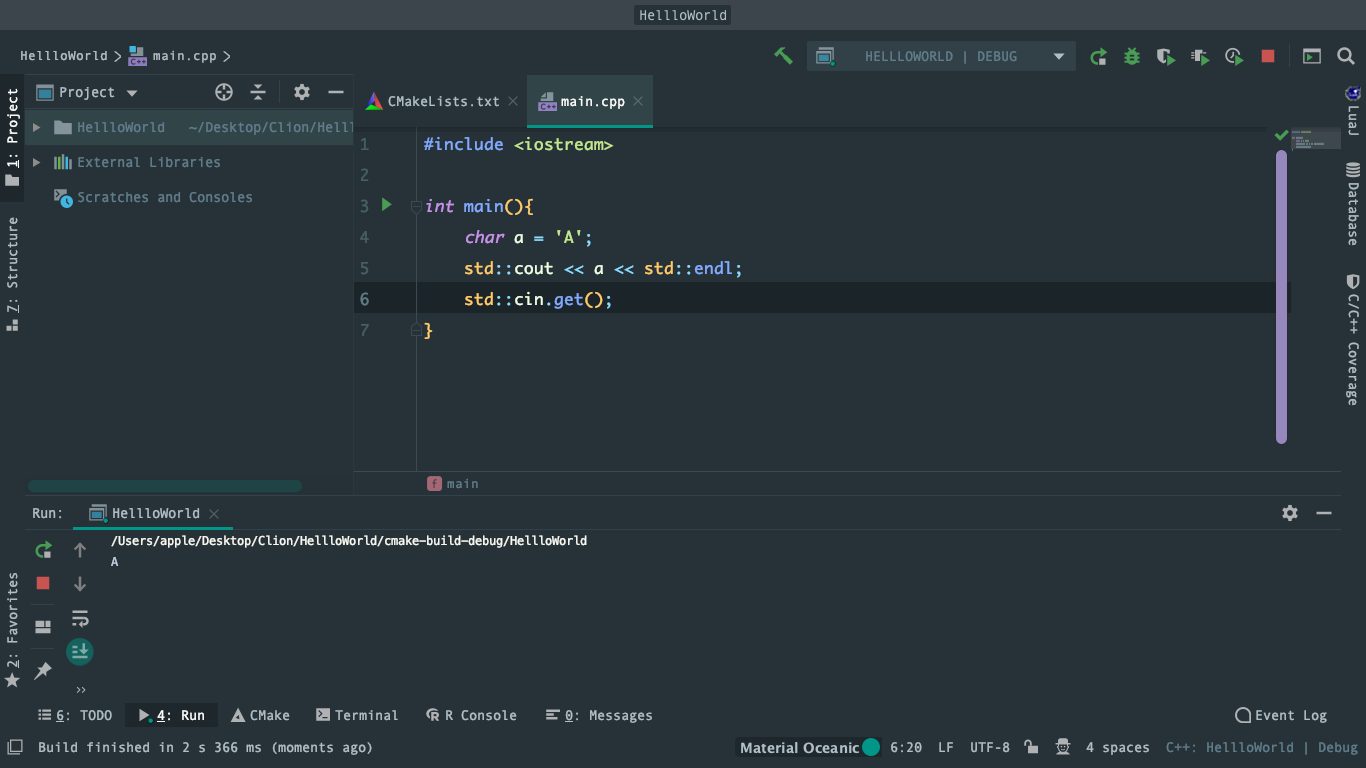 HellloWorld
HellloWorld main.cpp
HELLLOWORLD | DEBUG
1: Project
Z: Structure
2: Favorites
Project
HellloWorld ~/Desktop/Clion/Helll
External Libraries
Scratches and Consoles
CMakeLists.txt
main.cpp
1 #include <iostream>
2
3 int main(){
4 char a = 'A';
5 std::cout << a << std::endl;
6 std::cin.get();
7 }
main
LuaJ
Database
C/C++ Coverage
Run: HellloWorld
/Users/apple/Desktop/Clion/HellloWorld/cmake-build-debug/HellloWorld
A
6: TODO 4: Run CMake Terminal R Console 0: Messages Event Log
Build finished in 2 s 366 ms (moments ago) Material Oceanic 6:20 LF UTF-8 4 spaces C++: HellloWorld | Debug